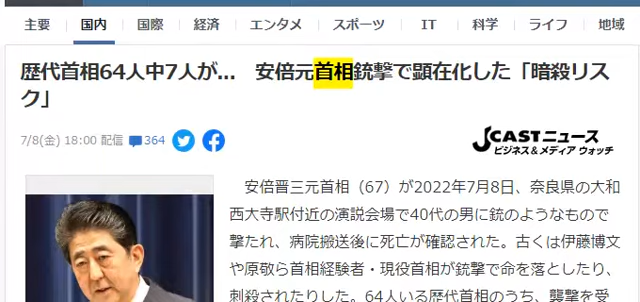 主要 国内 国際 経済 エンタメ スポーツ IT 科学 ライフ 地域
歴代首相64人中7人が... 安倍元首相銃撃で顕在化した「暗殺リス
ク」
7/8(金) 18:00 配信 364
J CASTニュース
ビジネス&メディア ウォッチ
安倍晋三元首相（67）が2022年7月8日、奈良県の大和
西大寺駅付近の演説会場で40代の男に銃のようなもので
撃たれ、病院搬送後に死亡が確認された。古くは伊藤博文
や原敬ら首相経験者・現役首相が銃撃で命を落としたり、
刺殺されたりした。64人いる歴代首相のうち、襲撃を受